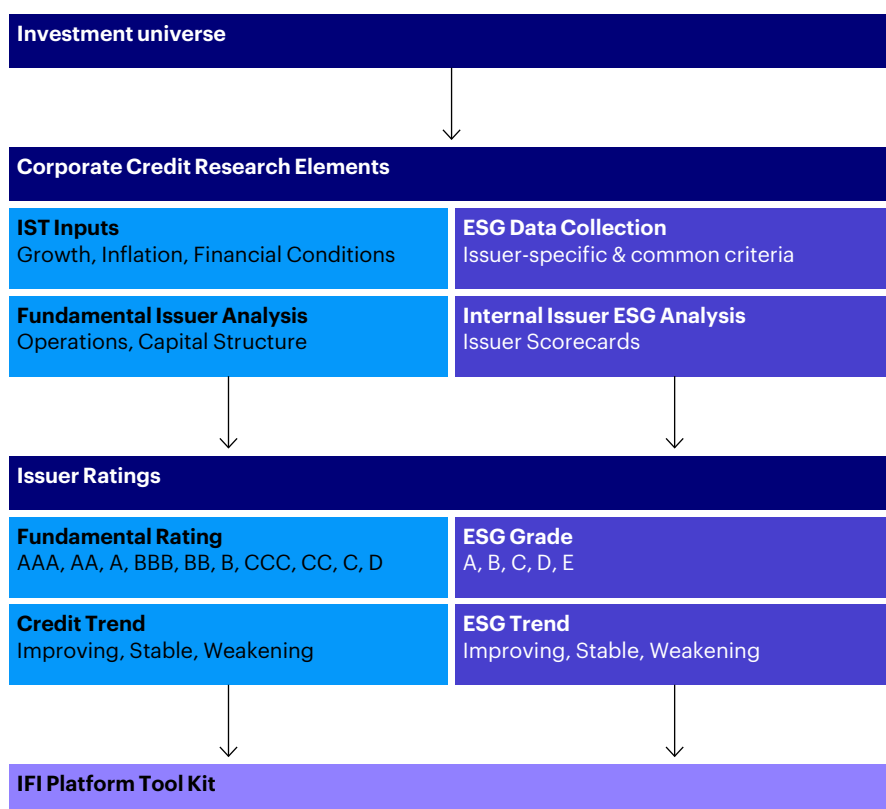 Investment universe
Corporate Credit Research Elements
IST Inputs
Growth, Inflation, Financial Conditions
ESG Data Collection
Issuer-specific & common criteria
Fundamental Issuer Analysis
Operations, Capital Structure
Internal Issuer ESG Analysis
Issuer Scorecards
Issuer Ratings
Fundamental Rating
AAA, AA, A, BBB, BB, B, CCC, CC, C, D
ESG Grade
A, B, C, D, E
Credit Trend
Improving, Stable, Weakening
ESG Trend
Improving, Stable, Weakening
IFI Platform Tool Kit